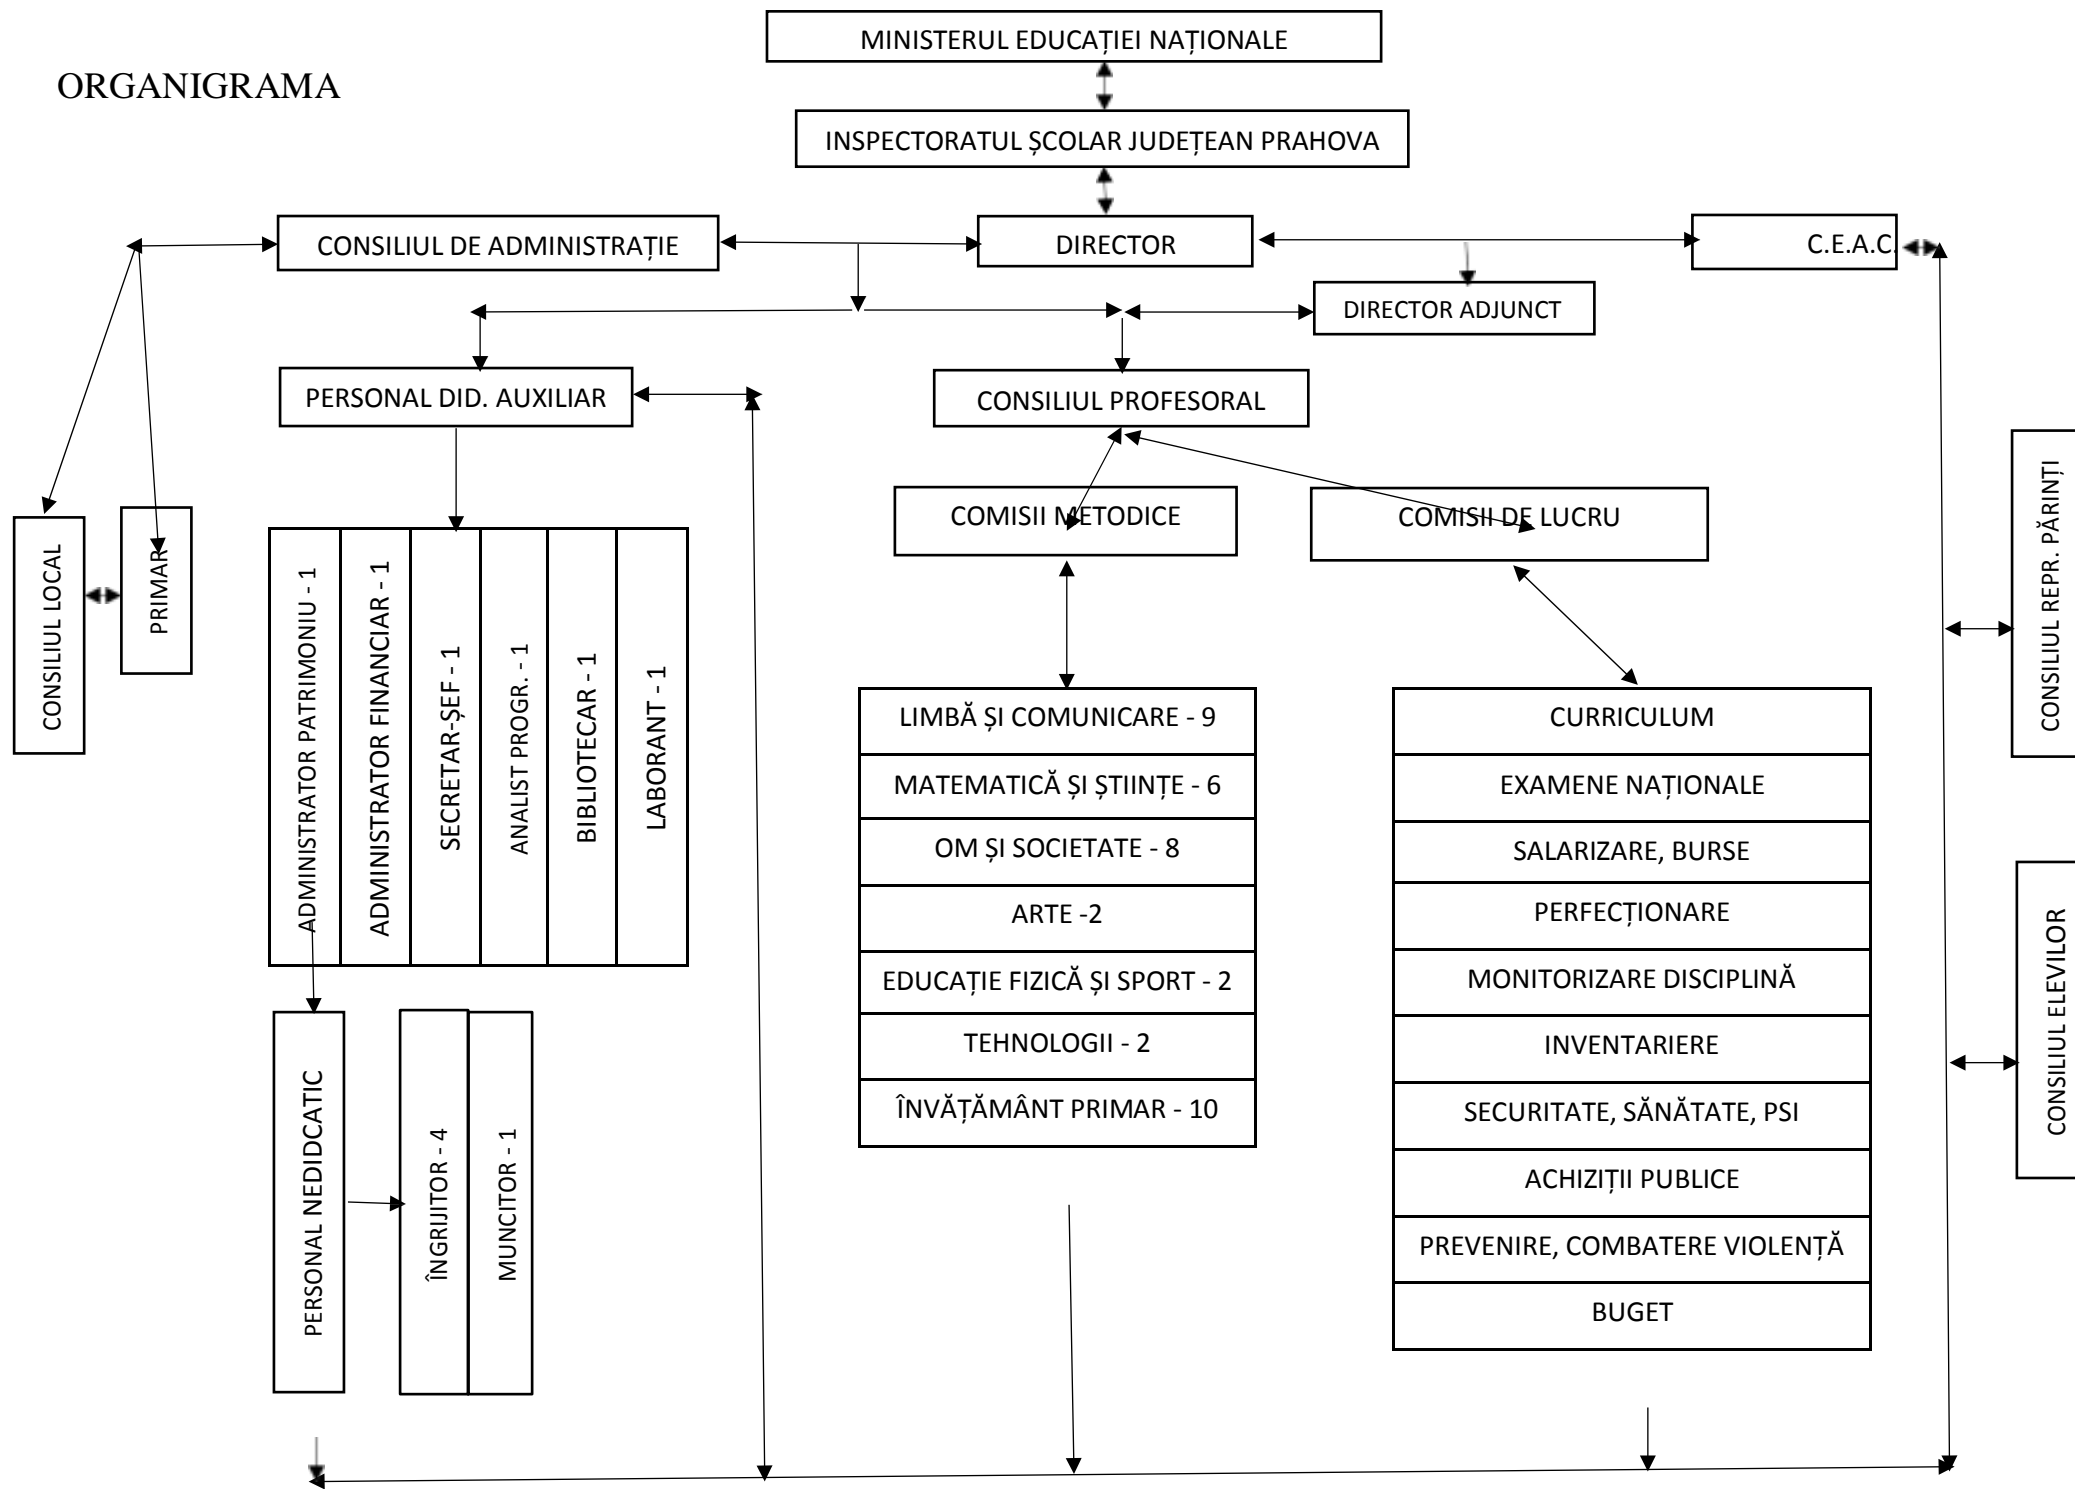 MINISTERUL EDUCAȚIEI NAȚIONALE
ORGANIGRAMA
INSPECTORATUL ȘCOLAR JUDEȚEAN PRAHOVA
CONSILIUL DE ADMINISTRAȚIE
DIRECTOR
C.E.A.C.
DIRECTOR ADJUNCT
PERSONAL DID. AUXILIAR
CONSILIUL PROFESORAL
CONSILIUL LOCAL
PRIMAR
ADMINISTRATOR PATRIMONIU - 1
ADMINISTRATOR FINANCIAR - 1
SECRETAR-ȘEF - 1
ANALIST PROGR. - 1
BIBLIOTECAR - 1
LABORANT - 1
COMISII METODICE
COMISII DE LUCRU
CONSILIUL REPR. PĂRINȚI
LIMBĂ ȘI COMUNICARE - 9
MATEMATICĂ ȘI ȘTIINȚE - 6
OM ȘI SOCIETATE - 8
ARTE -2
EDUCAȚIE FIZICĂ ȘI SPORT - 2
TEHNOLOGII - 2
ÎNVĂȚĂMÂNT PRIMAR - 10
CURRICULUM
EXAMENE NAȚIONALE
SALARIZARE, BURSE
PERFECȚIONARE
MONITORIZARE DISCIPLINĂ
INVENTARIERE
SECURITATE, SĂNĂTATE, PSI
ACHIZIȚII PUBLICE
PREVENIRE, COMBATERE VIOLENȚĂ
BUGET
CONSILIUL ELEVILOR
PERSONAL NEDIDCATIC
ÎNGRIJITOR - 4
MUNCITOR - 1